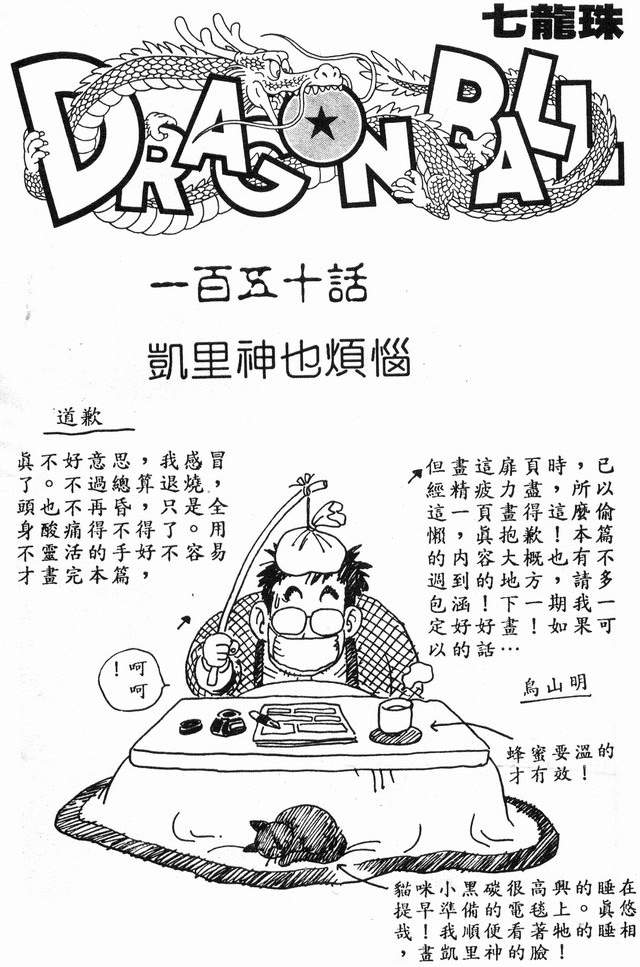 七龍珠
DRAGON BALL
一百五十話
凱里神也煩惱
道歉
眞不好意思，我感冒
了。不過總算退燒，
頭也不再昏，只是全
身酸痛得不得了。用
不靈活的手好不容易
才畫完本篇，
但畫這扉頁時，已
經精疲力盡，所以
這一頁畫得這麼偷
懶，眞抱歉！本篇
的內容大概也有不
週到的地方，請多
包涵！下一期我一
定好好畫！如果可
以的話…
鳥山明
呵！
呵
蜂蜜要溫的
才有效！
貓咪小黑碳很高興的睡在
提早準備的電毯上。眞悠
哉！我順便看著牠的睡相
，畫凱里神的臉！